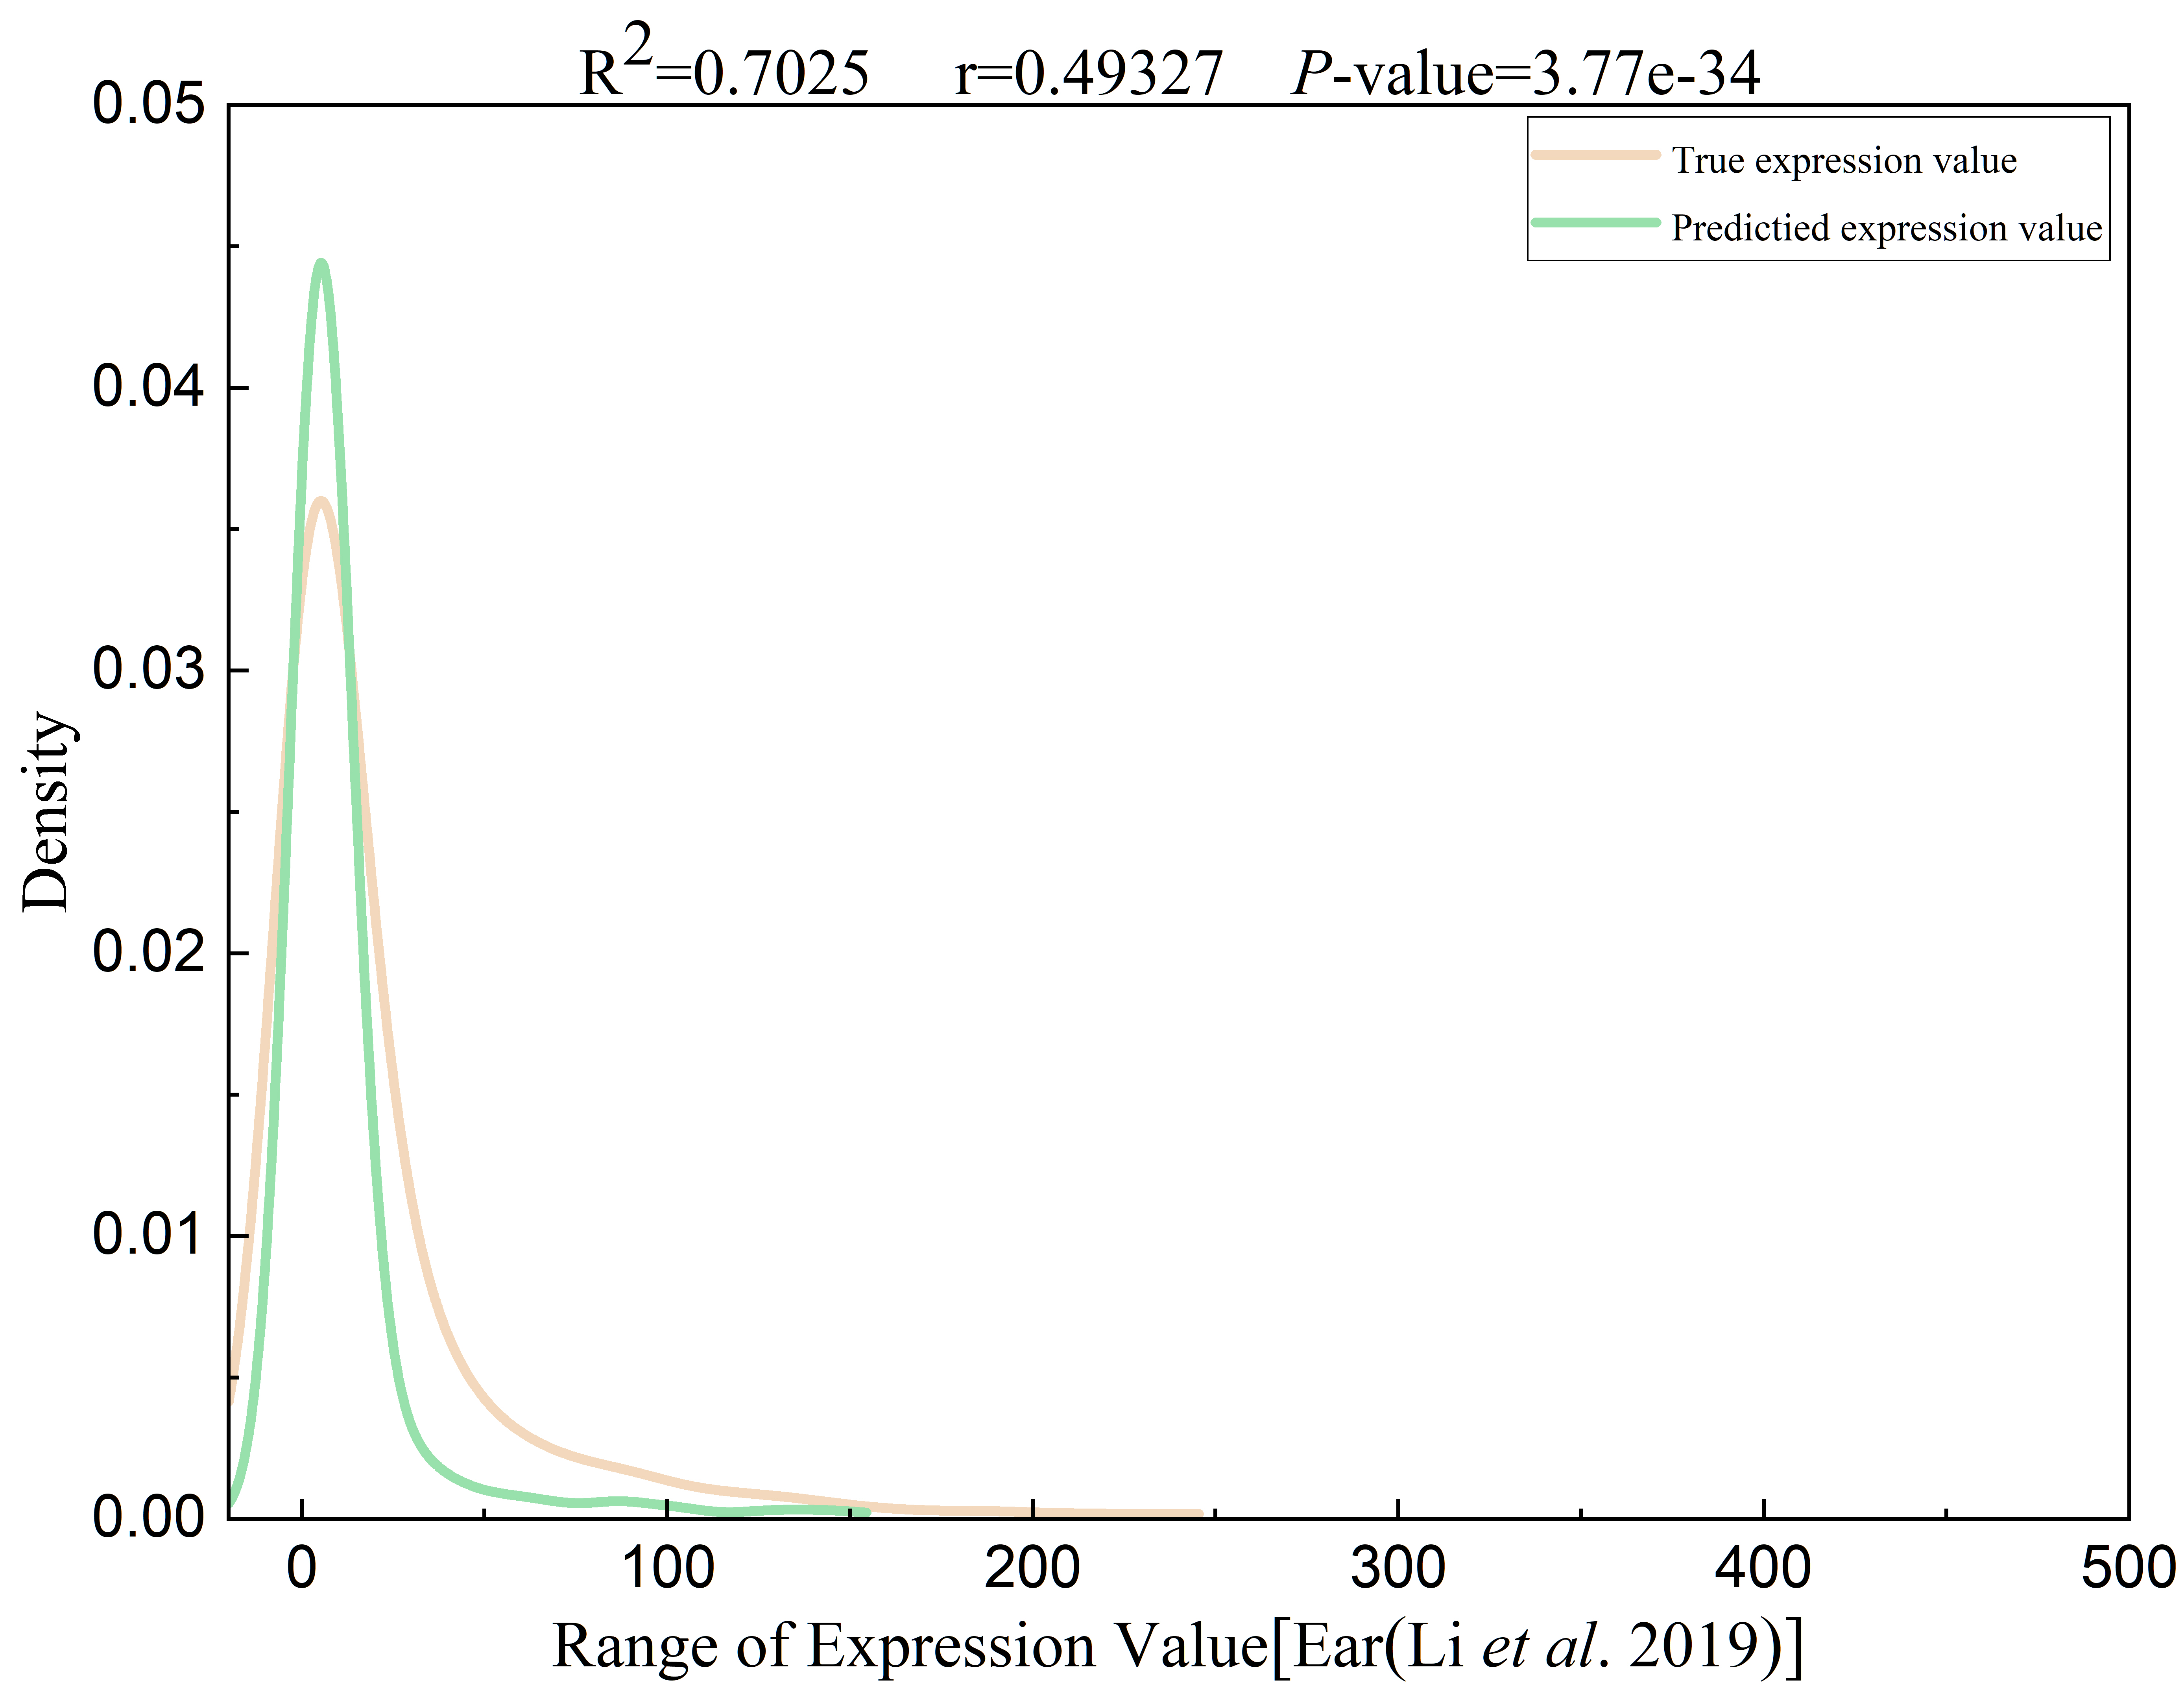 R²=0.7025 r=0.49327 P-value=3.77e-34
0.05
0.04
0.03
0.02
0.01
0.00
Density
True expression value
Predictied expression value
0 100 200 300 400 500
Range of Expression Value[Ear(Li et al. 2019)]